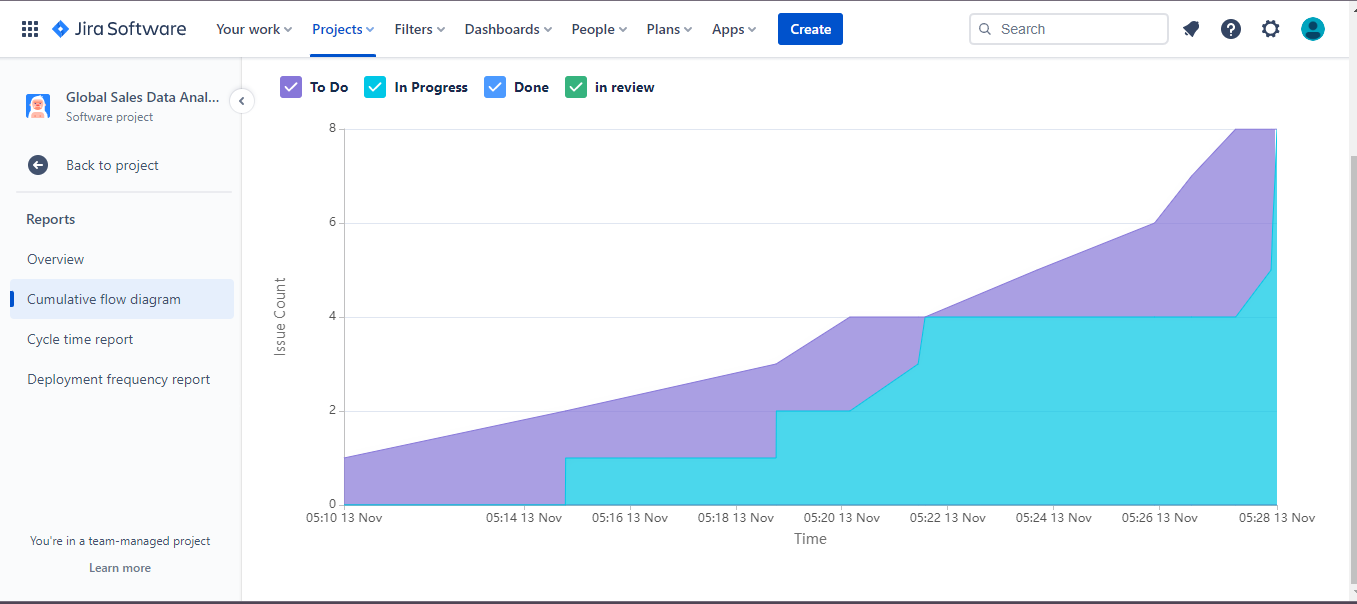 Jira Software Your work Projects Filters Dashboards People Plans Apps Create Search
Global Sales Data Anal...
Software project
Back to project
Reports
Overview
Cumulative flow diagram
Cycle time report
Deployment frequency report
You're in a team-managed project
Learn more
To Do In Progress Done in review
8
6
4
2
0
Issue Count
05:10 13 Nov 05:14 13 Nov 05:16 13 Nov 05:18 13 Nov 05:20 13 Nov 05:22 13 Nov 05:24 13 Nov 05:26 13 Nov 05:28 13 Nov
Time